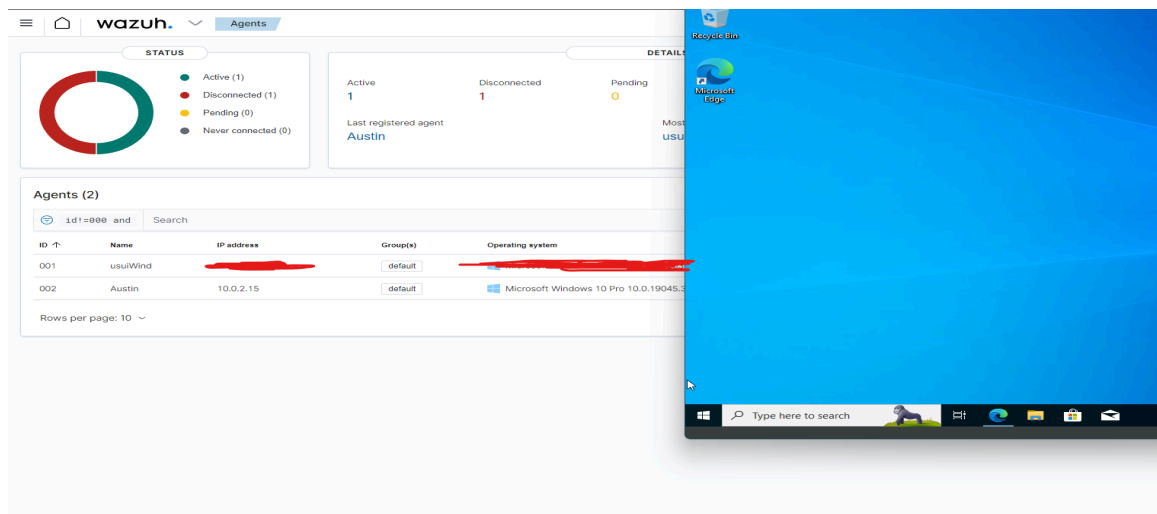 wazuh. Agents
STATUS
Active (1)
Disconnected (1)
Pending (0)
Never connected (0)
DETAILS
Active Disconnected Pending
1 1 0
Last registered agent Most
Austin usu
Agents (2)
id!=000 and Search
ID Name IP address Group(s) Operating system
001 usuiWind default
002 Austin 10.0.2.15 default Microsoft Windows 10 Pro 10.0.19045.3
Rows per page: 10
Recycle Bin
Microsoft
Edge
Type here to search